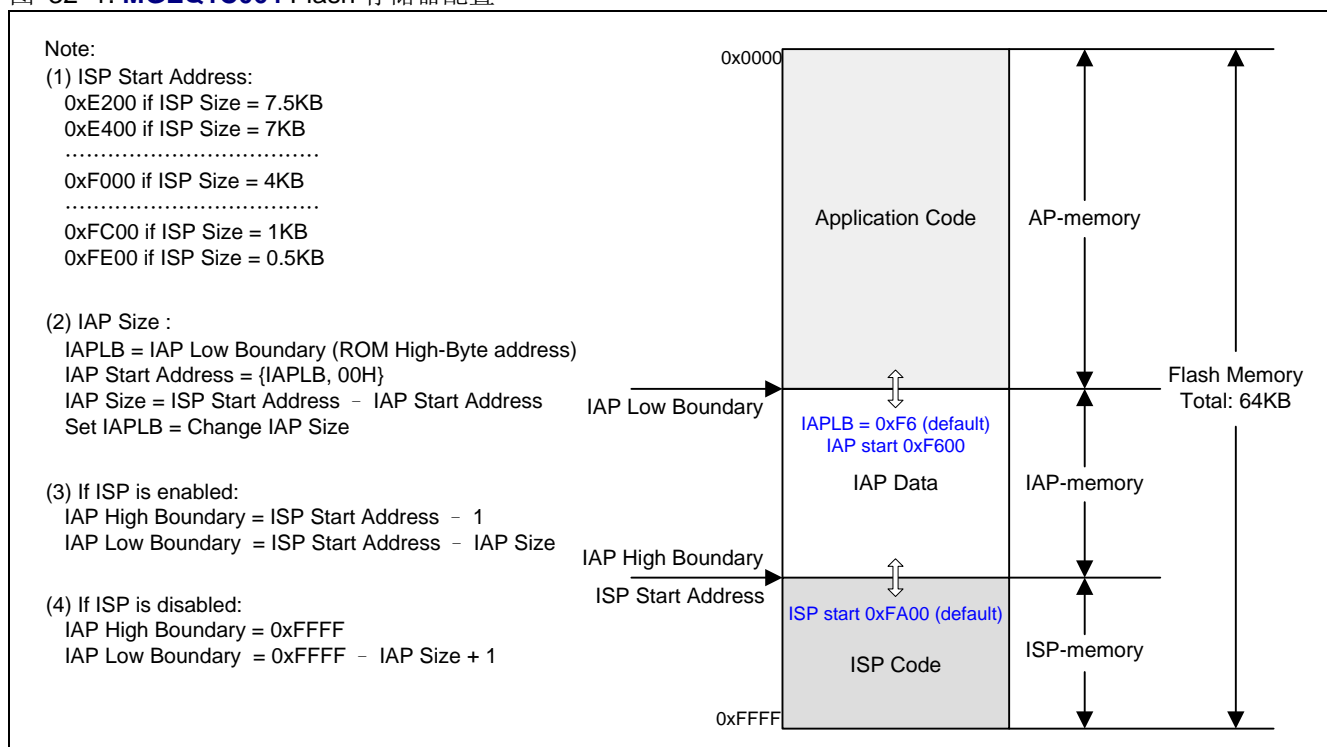 Note:
(1) ISP Start Address:
0xE200 if ISP Size = 7.5KB
0xE400 if ISP Size = 7KB
………………………………
0xF000 if ISP Size = 4KB
………………………………
0xFC00 if ISP Size = 1KB
0xFE00 if ISP Size = 0.5KB
(2) IAP Size :
IAPLB = IAP Low Boundary (ROM High-Byte address)
IAP Start Address = {IAPLB, 00H}
IAP Size = ISP Start Address – IAP Start Address
Set IAPLB = Change IAP Size
(3) If ISP is enabled:
IAP High Boundary = ISP Start Address – 1
IAP Low Boundary = ISP Start Address – IAP Size
(4) If ISP is disabled:
IAP High Boundary = 0xFFFF
IAP Low Boundary = 0xFFFF – IAP Size + 1
0x0000
Application Code
AP-memory
Flash Memory
Total: 64KB
IAP Low Boundary
IAPLB = 0xF6 (default)
IAP start 0xF600
IAP Data
IAP-memory
IAP High Boundary
ISP Start Address
ISP start 0xFA00 (default)
ISP Code
ISP-memory
0xFFFF